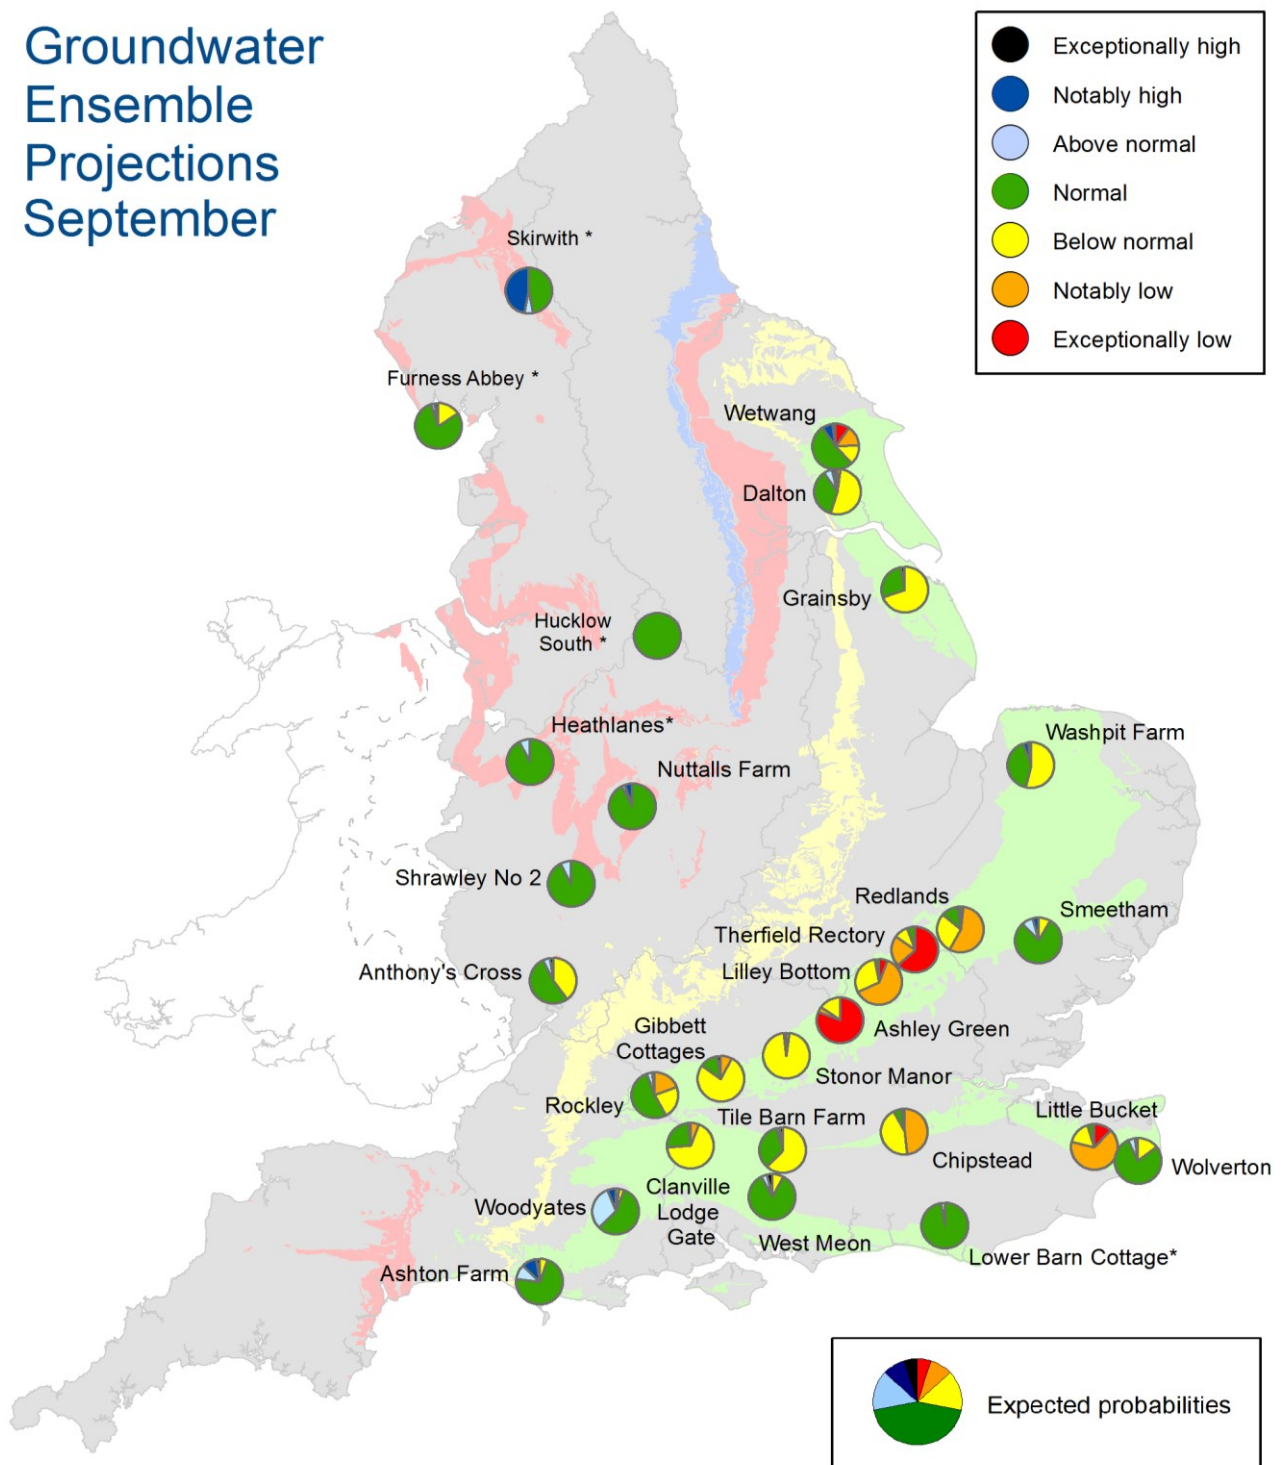 Groundwater
Ensemble
Projections
September
Exceptionally high
Notably high
Above normal
Normal
Below normal
Notably low
Exceptionally low
Skirwith *
Furness Abbey *
Wetwang
Dalton
Grainsby
Hucklow
South *
Heathlanes*
Nuttalls Farm
Washpit Farm
Shrawley No 2
Redlands
Smeetham
Therfield Rectory
Anthony's Cross
Lilley Bottom
Ashley Green
Gibbett
Cottages
Stonor Manor
Rockley
Tile Barn Farm
Little Bucket
Chipstead
Wolverton
Clanville
Lodge
Gate
Woodyates
West Meon
Lower Barn Cottage*
Ashton Farm
Expected probabilities